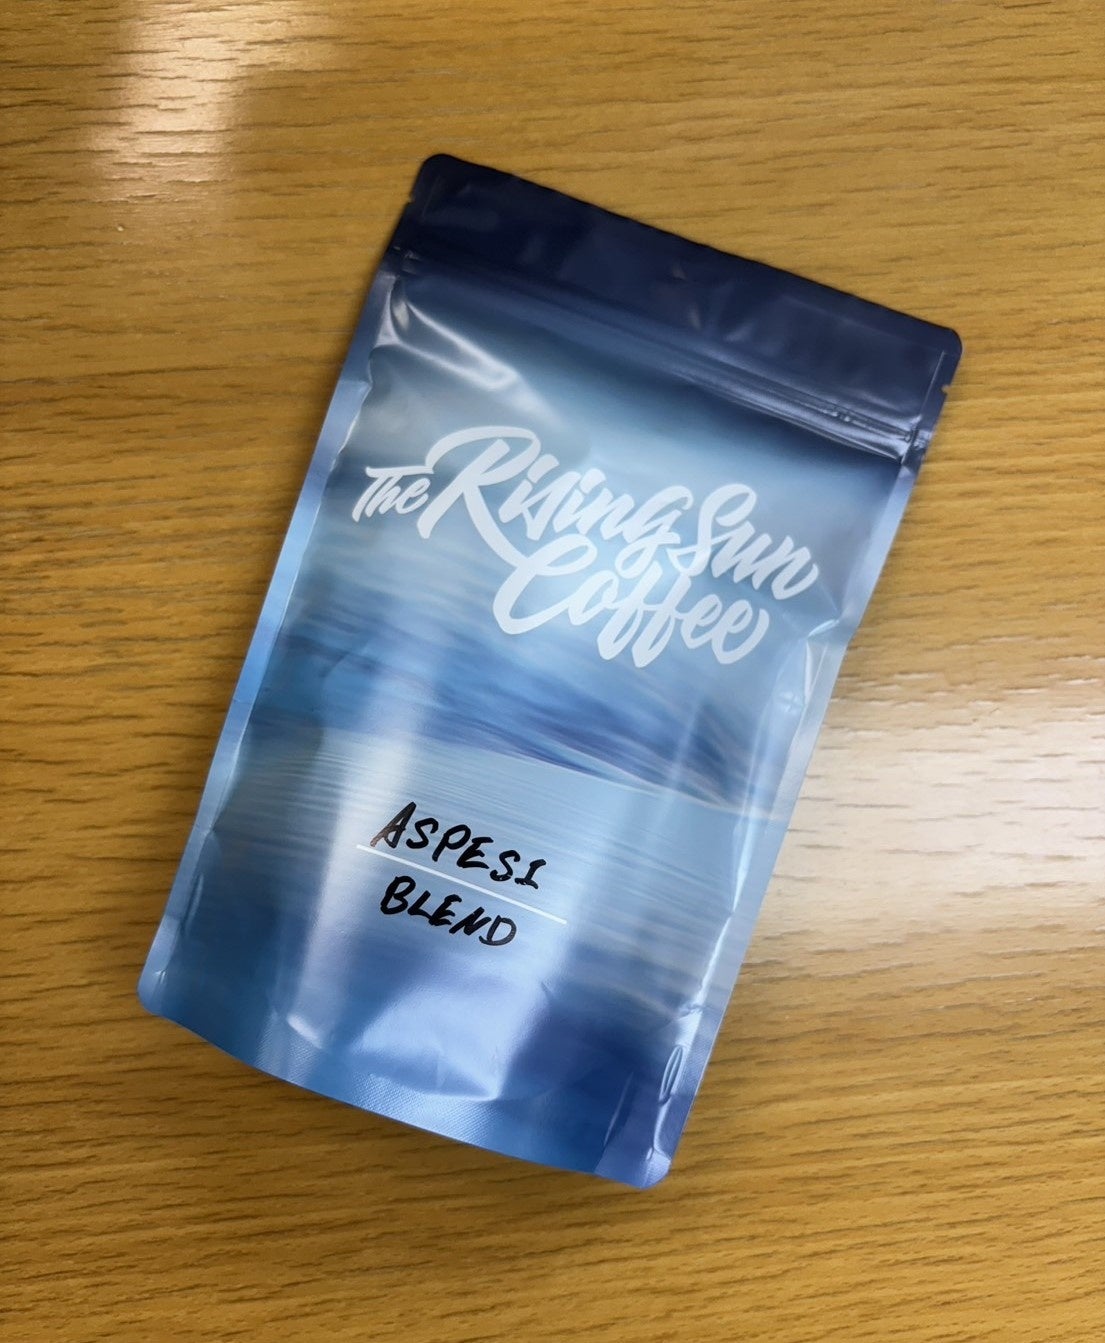 The Rising Sun
Coffee
ASPESI
BLEND